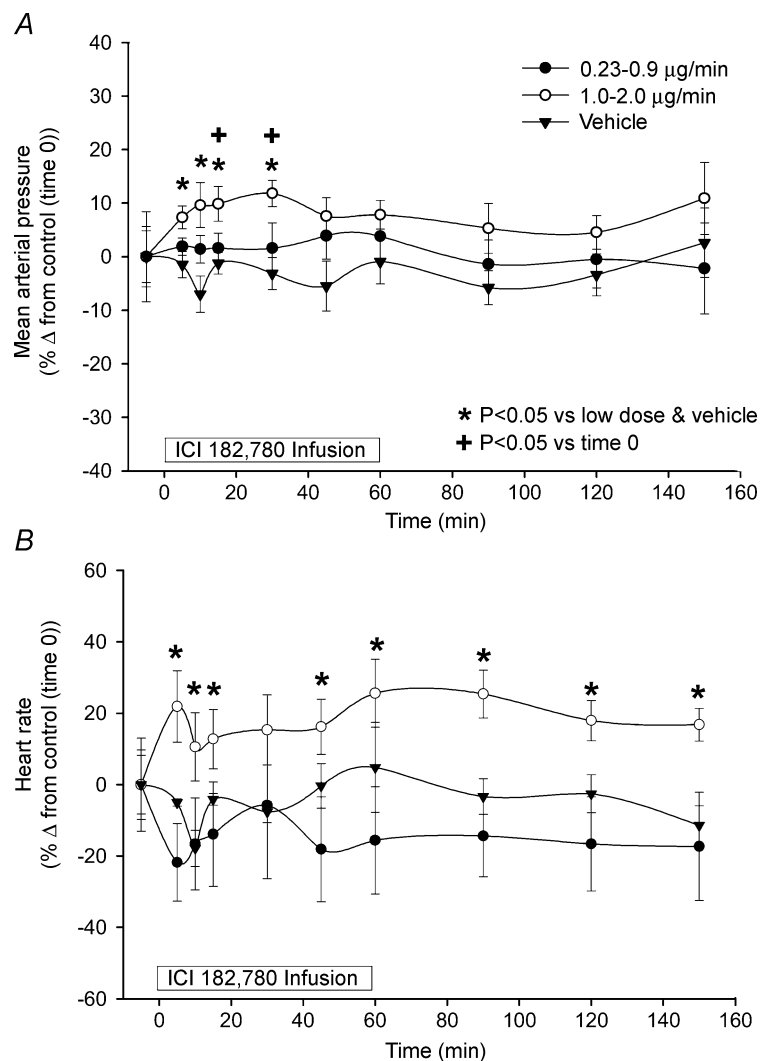 A
40
30
20
10
0
-10
-20
-30
-40
Mean arterial pressure
(% Δ from control (time 0))
0.23-0.9 μg/min
1.0-2.0 μg/min
Vehicle
+ +
* * * *
* P<0.05 vs low dose & vehicle
+ P<0.05 vs time 0
ICI 182,780 Infusion
0 20 40 60 80 100 120 140 160
Time (min)
B
60
40
20
0
-20
-40
-60
Heart rate
(% Δ from control (time 0))
* * * * * * * *
ICI 182,780 Infusion
0 20 40 60 80 100 120 140 160
Time (min)